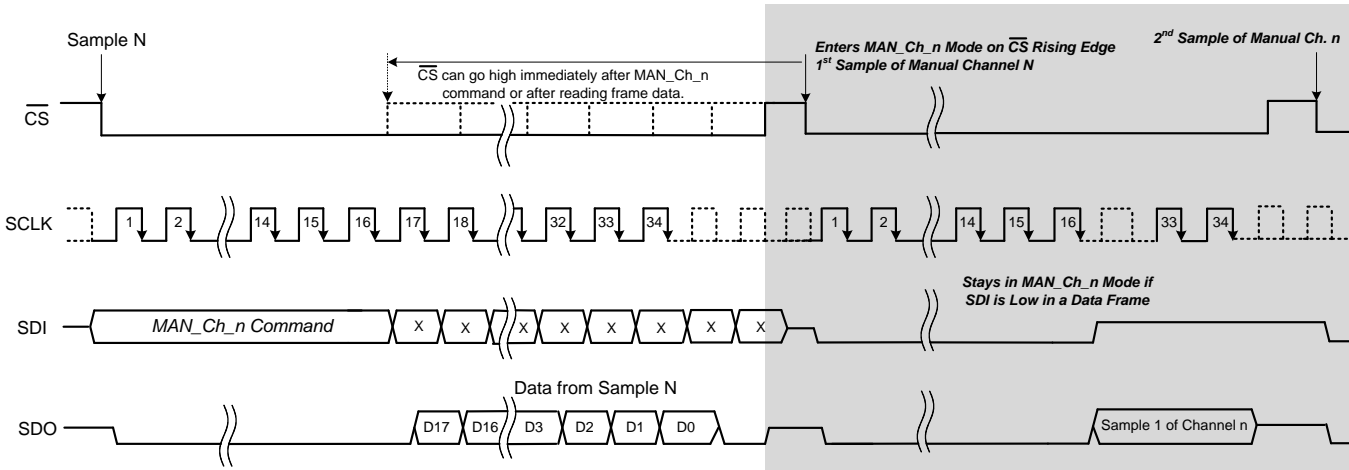 Sample N
Enters MAN_Ch_n Mode on CS Rising Edge
1st Sample of Manual Channel N
2nd Sample of Manual Ch. n
CS can go high immediately after MAN_Ch_n
command or after reading frame data.
CS
SCLK
1 2 14 15 16 17 18 32 33 34 1 2 14 15 16 33 34
Stays in MAN_Ch_n Mode if
SDI is Low in a Data Frame
SDI
MAN_Ch_n Command X X X X X X X X
Data from Sample N
SDO
D17 D16 D3 D2 D1 D0 Sample 1 of Channel n